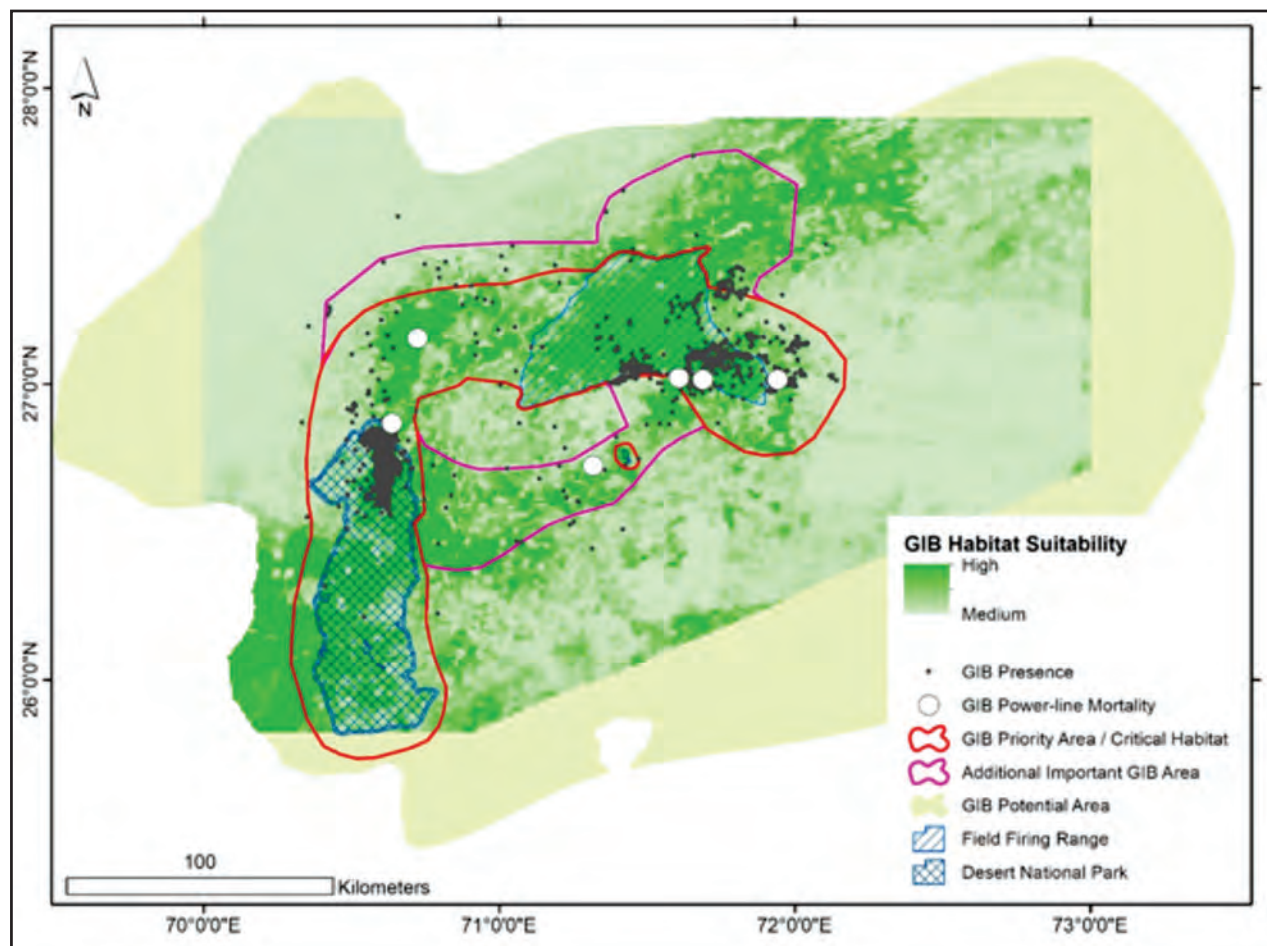 28°0'0"N
27°0'0"N
26°0'0"N
N
GIB Habitat Suitability
High
Medium
GIB Presence
GIB Power-line Mortality
GIB Priority Area / Critical Habitat
Additional Important GIB Area
GIB Potential Area
Field Firing Range
Desert National Park
100
Kilometers
70°0'0"E
71°0'0"E
72°0'0"E
73°0'0"E